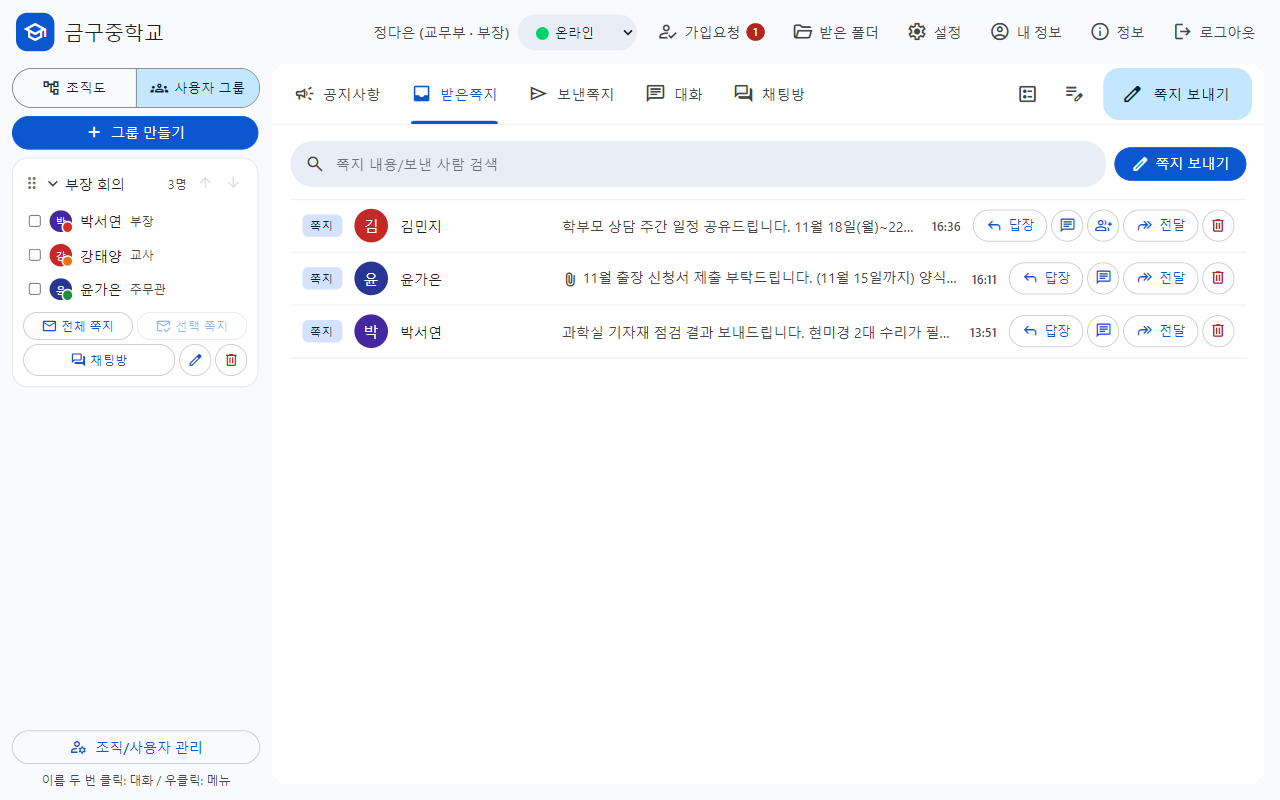 금구중학교
정다은 (교무부 · 부장)
온라인
가입요청 1
받은 폴더
설정
내 정보
정보
로그아웃
조직도
사용자 그룹
그룹 만들기
부장 회의 3명
박 박서연 부장
강 강태양 교사
윤 윤가은 주무관
전체 쪽지
선택 쪽지
채팅방
조직/사용자 관리
이름 두 번 클릭: 대화 / 우클릭: 메뉴
공지사항
받은쪽지
보낸쪽지
대화
채팅방
쪽지 보내기
쪽지 내용/보낸 사람 검색
쪽지 보내기
쪽지 김 김민지 학부모 상담 주간 일정 공유드립니다. 11월 18일(월)~22... 16:36 답장 전달
쪽지 윤 윤가은 11월 출장 신청서 제출 부탁드립니다. (11월 15일까지) 양식... 16:11 답장 전달
쪽지 박 박서연 과학실 기자재 점검 결과 보내드립니다. 현미경 2대 수리가 필... 13:51 답장 전달